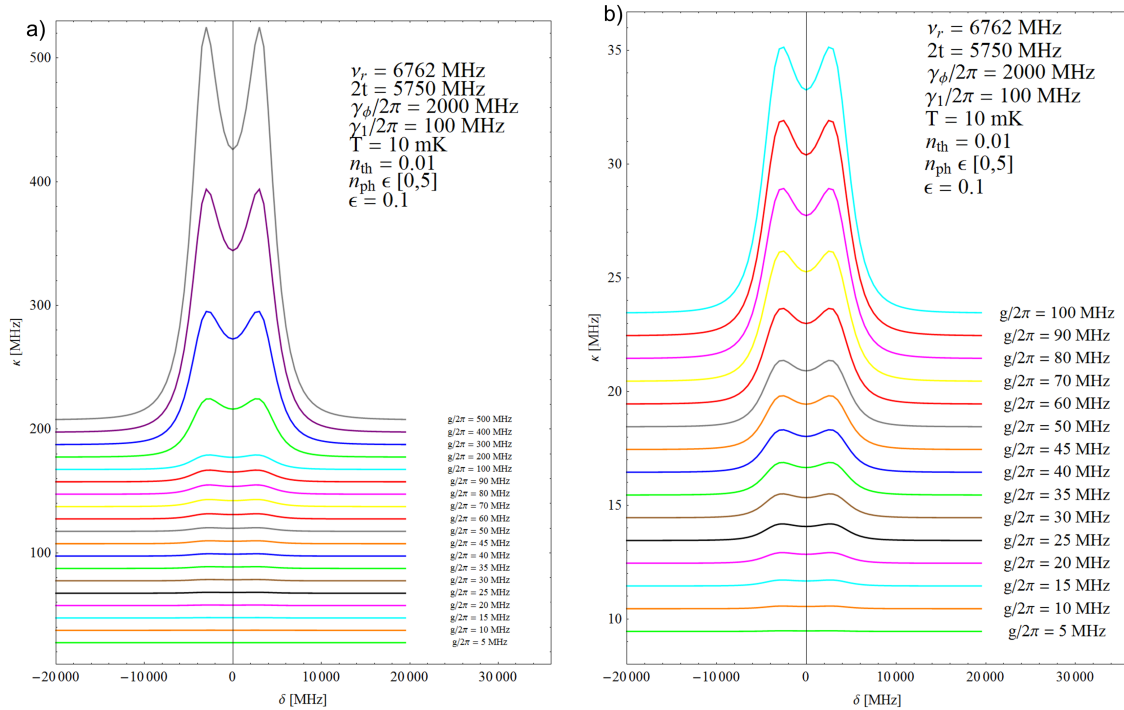 a)
500
400
300
200
100
κ [MHz]
ν_r = 6762 MHz
2t = 5750 MHz
γ_ϕ/2π = 2000 MHz
γ_1/2π = 100 MHz
T = 10 mK
n_th = 0.01
n_ph ϵ [0,5]
ϵ = 0.1
g/2π = 500 MHz
g/2π = 400 MHz
g/2π = 300 MHz
g/2π = 200 MHz
g/2π = 100 MHz
g/2π = 90 MHz
g/2π = 80 MHz
g/2π = 70 MHz
g/2π = 60 MHz
g/2π = 50 MHz
g/2π = 45 MHz
g/2π = 40 MHz
g/2π = 35 MHz
g/2π = 30 MHz
g/2π = 25 MHz
g/2π = 20 MHz
g/2π = 15 MHz
g/2π = 10 MHz
g/2π = 5 MHz
−20 000 −10 000 0 10 000 20 000 30 000
δ [MHz]
b)
35
30
25
20
15
10
κ [MHz]
ν_r = 6762 MHz
2t = 5750 MHz
γ_ϕ/2π = 2000 MHz
γ_1/2π = 100 MHz
T = 10 mK
n_th = 0.01
n_ph ϵ [0,5]
ϵ = 0.1
g/2π = 100 MHz
g/2π = 90 MHz
g/2π = 80 MHz
g/2π = 70 MHz
g/2π = 60 MHz
g/2π = 50 MHz
g/2π = 45 MHz
g/2π = 40 MHz
g/2π = 35 MHz
g/2π = 30 MHz
g/2π = 25 MHz
g/2π = 20 MHz
g/2π = 15 MHz
g/2π = 10 MHz
g/2π = 5 MHz
−20 000 −10 000 0 10 000 20 000 30 000
δ [MHz]